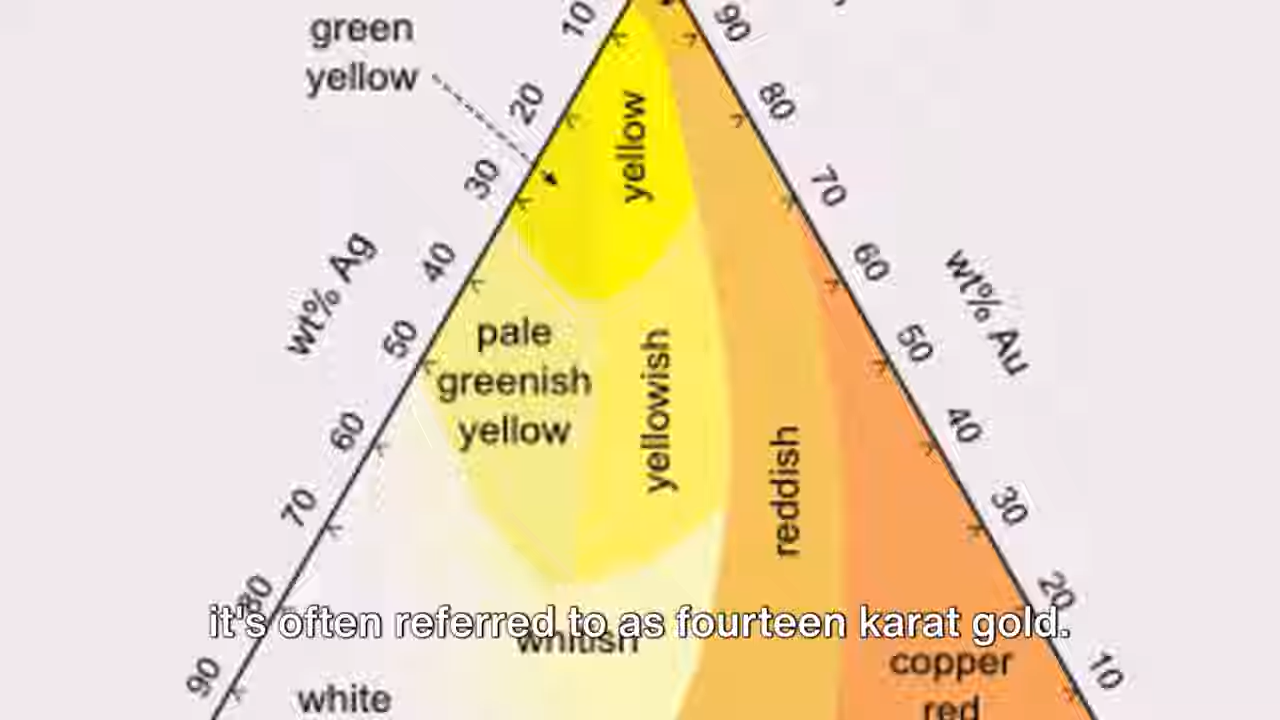 green
yellow
10
20
30
40
50
60
70
80
90
wt% Ag
90
80
70
60
50
40
30
20
10
wt% Au
yellow
pale
greenish
yellow
yellowish
reddish
whitish
white
copper
red
it's often referred to as fourteen karat gold.